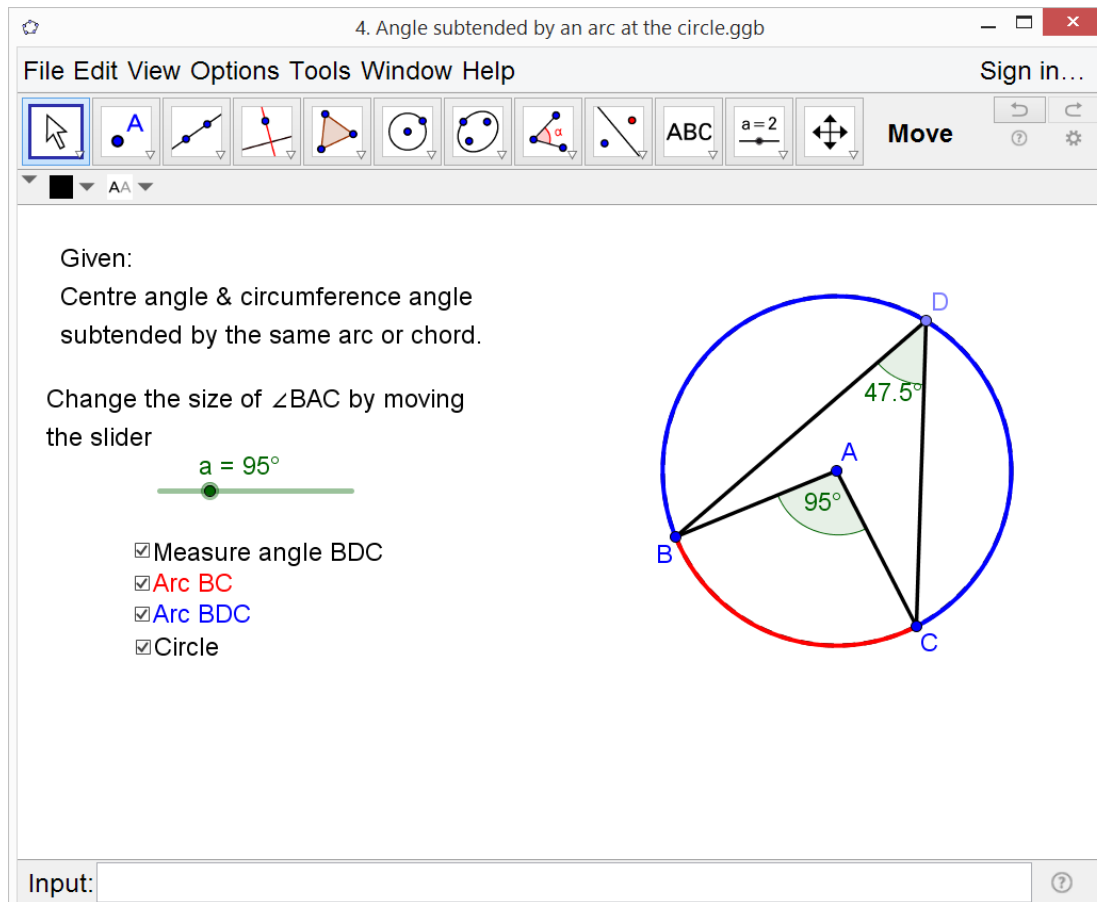 4. Angle subtended by an arc at the circle.ggb
File Edit View Options Tools Window Help
Sign in…
A
α
ABC
a=2
Move
AA
Given:
Centre angle & circumference angle
subtended by the same arc or chord.
Change the size of ∠BAC by moving
the slider
a = 95°
Measure angle BDC
Arc BC
Arc BDC
Circle
D
47.5°
A
95°
B
C
Input: